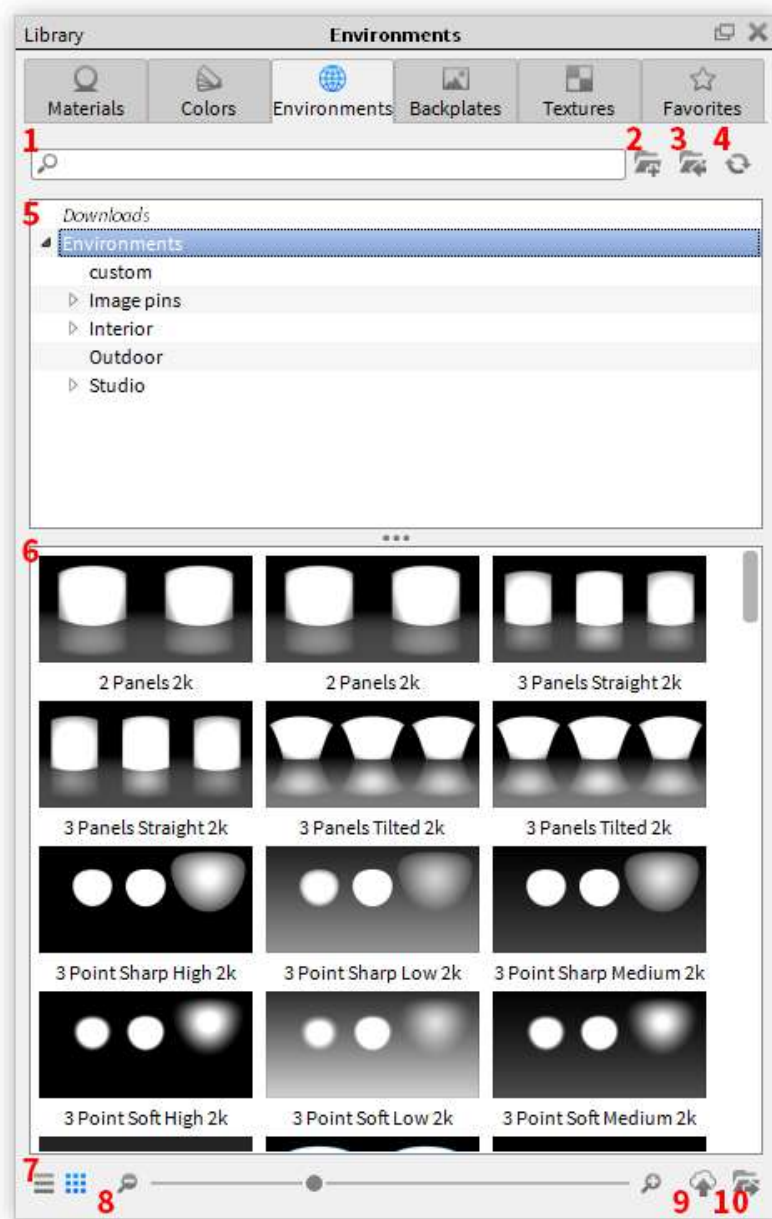 Library Environments
Materials Colors Environments Backplates Textures Favorites
1 2 3 4
5 Downloads
Environments
custom
Image pins
Interior
Outdoor
Studio
6
2 Panels 2k 2 Panels 2k 3 Panels Straight 2k
3 Panels Straight 2k 3 Panels Tilted 2k 3 Panels Tilted 2k
3 Point Sharp High 2k 3 Point Sharp Low 2k 3 Point Sharp Medium 2k
3 Point Soft High 2k 3 Point Soft Low 2k 3 Point Soft Medium 2k
7
8 9 10